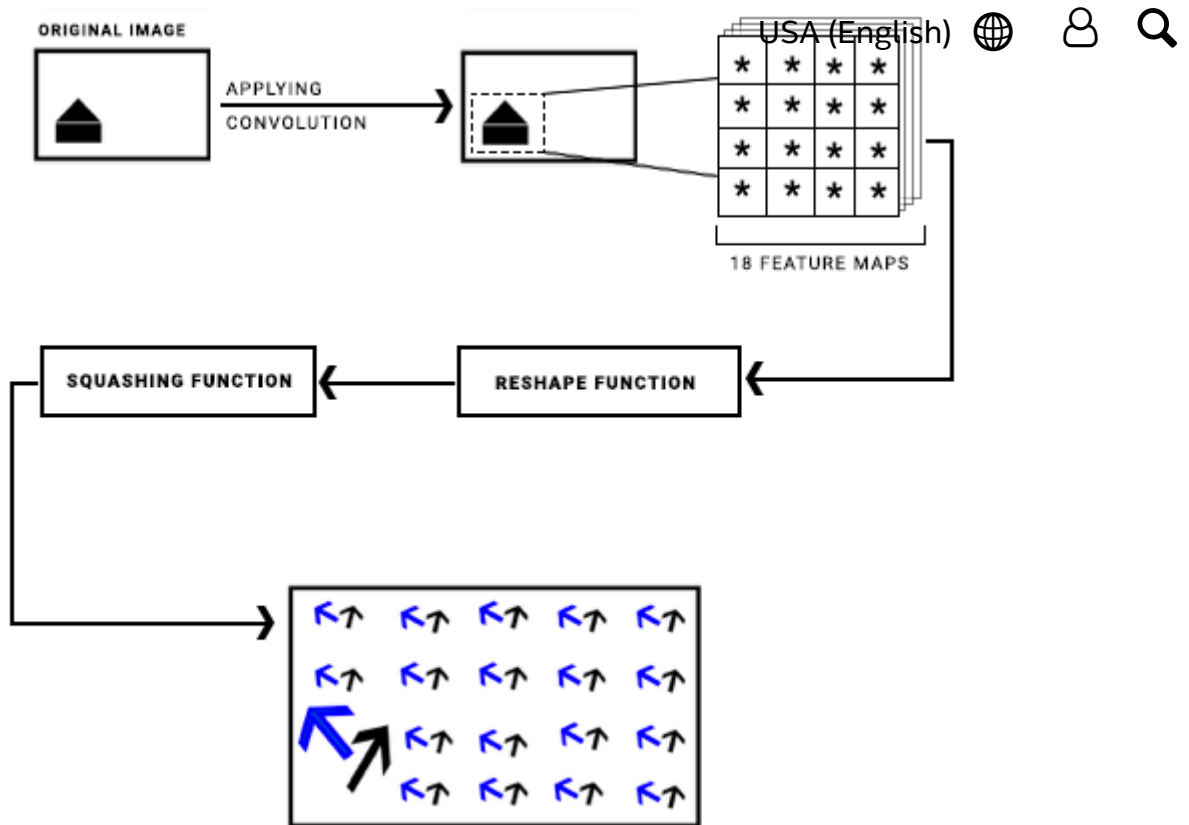 ORIGINAL IMAGE
USA (English)
APPLYING
CONVOLUTION
* * * *
* * * *
* * * *
* * * *
18 FEATURE MAPS
SQUASHING FUNCTION
RESHAPE FUNCTION